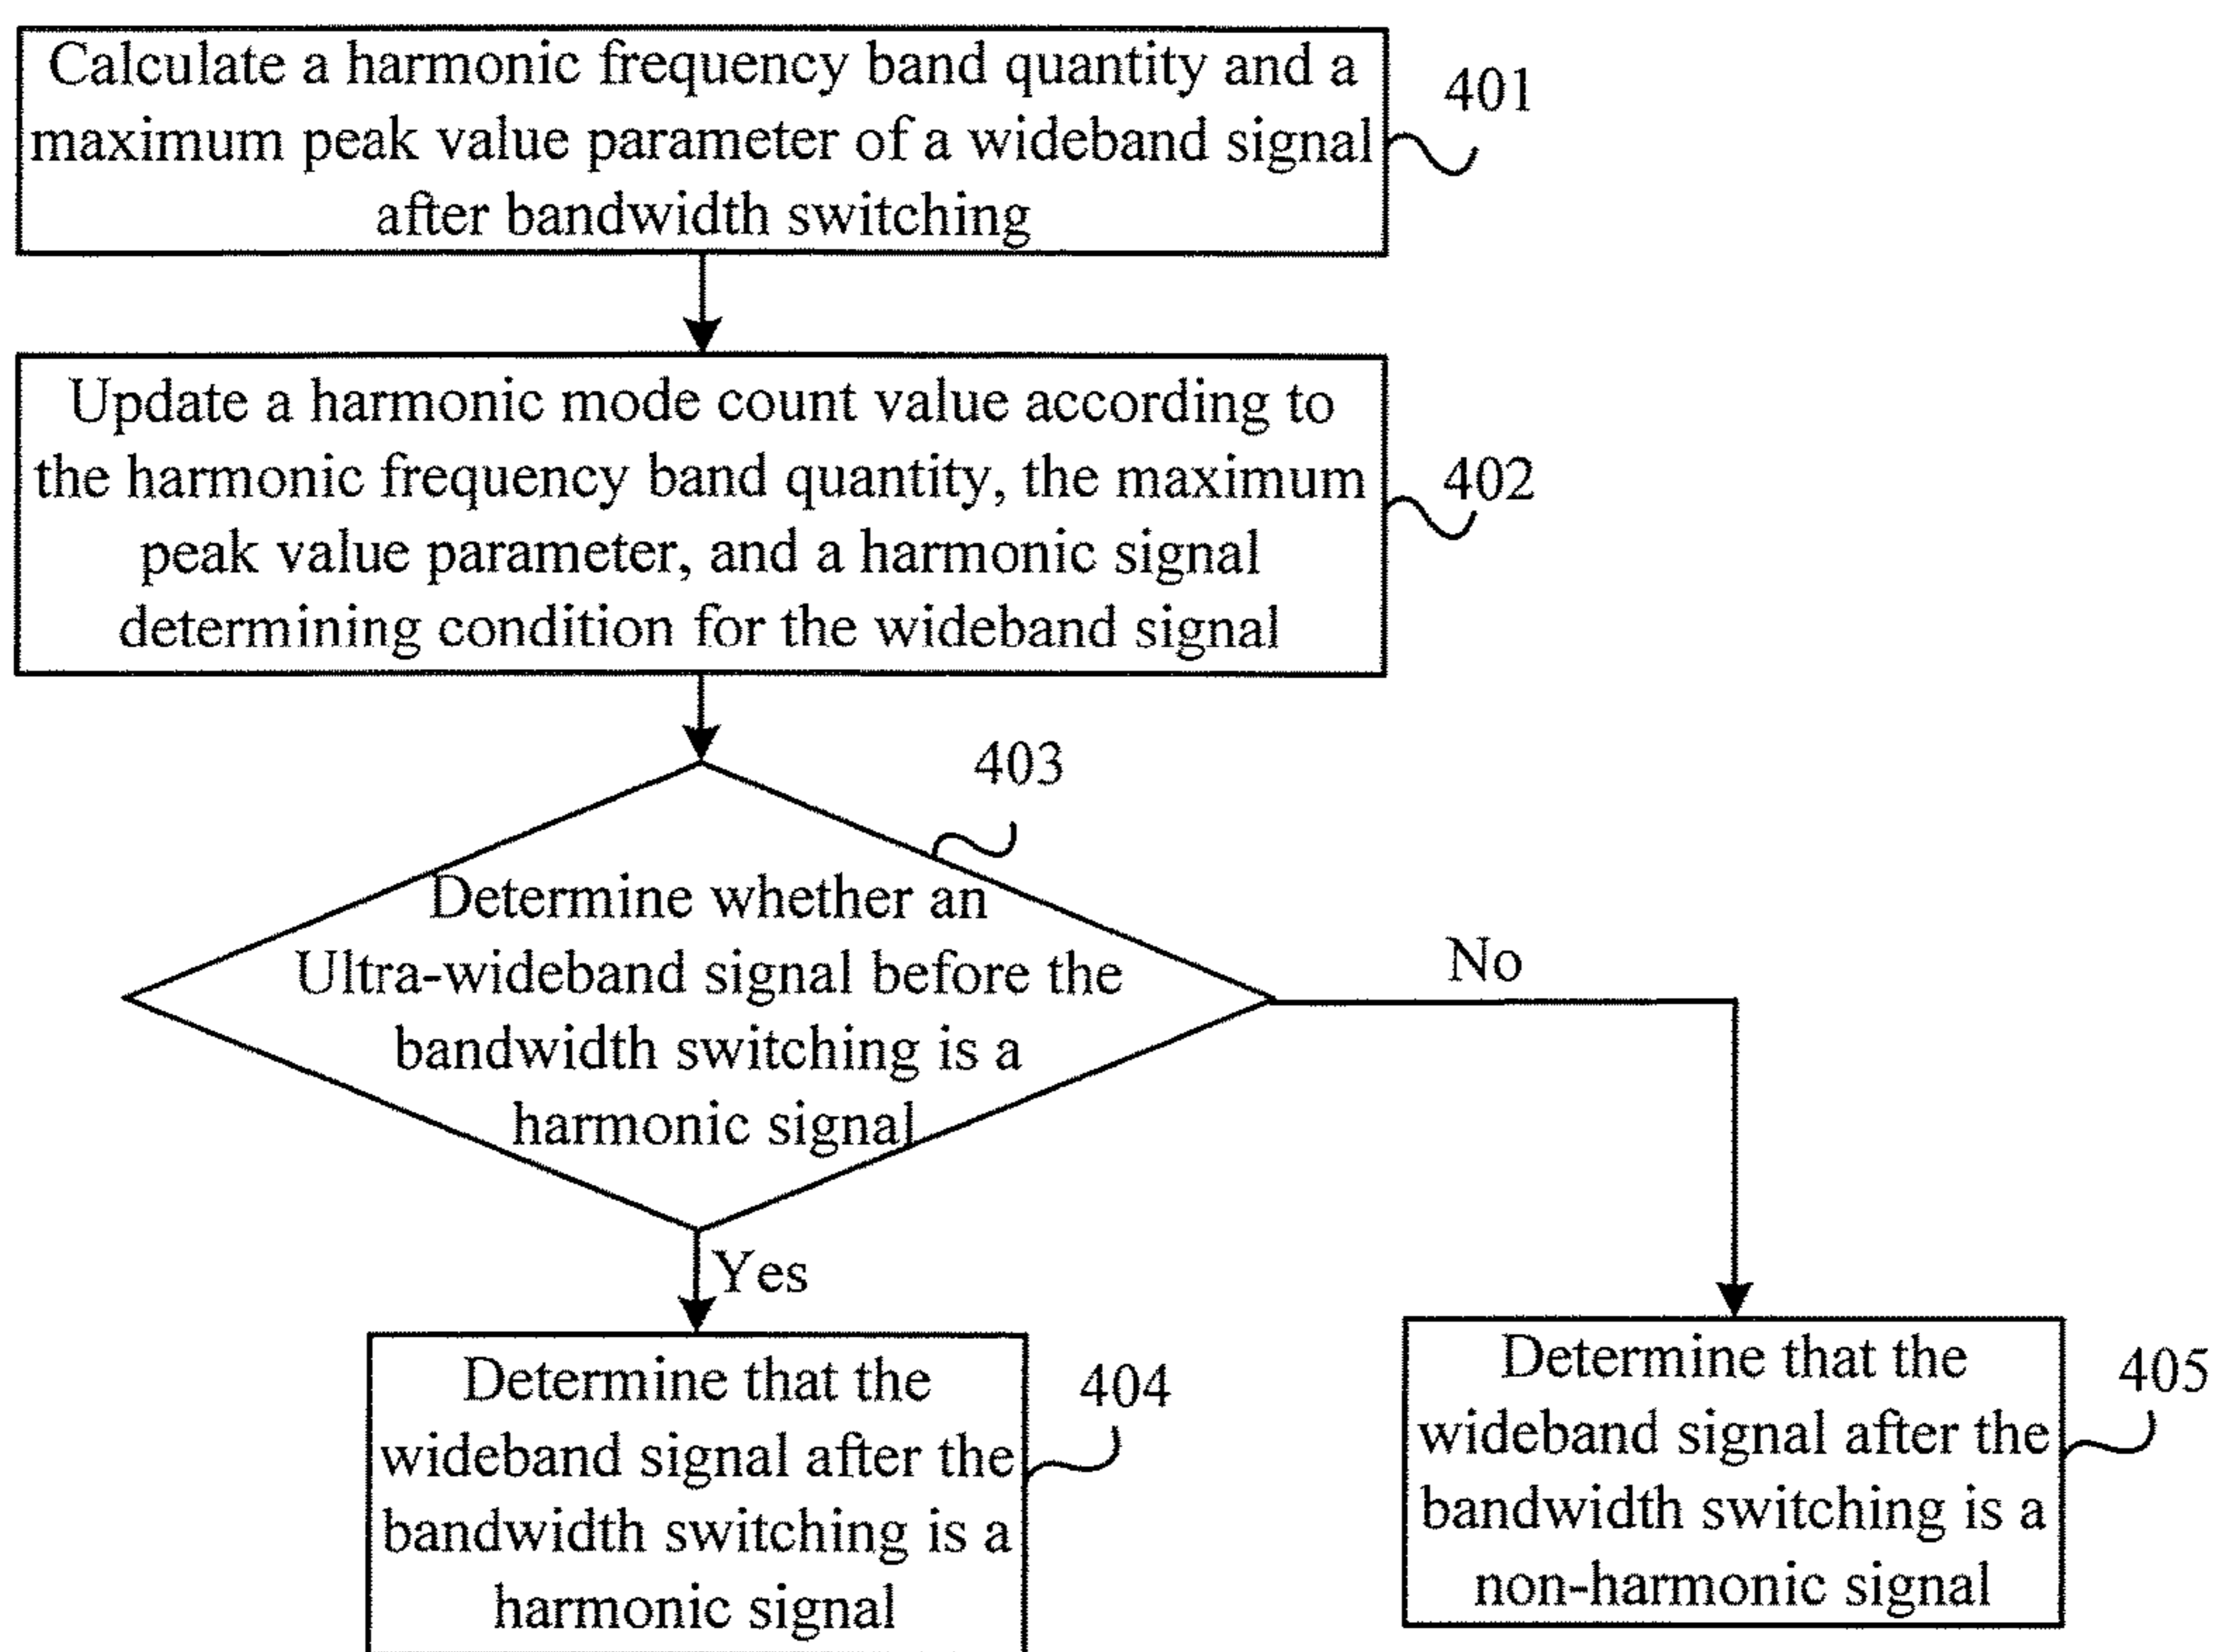 Calculate a harmonic frequency band quantity and a
maximum peak value parameter of a wideband signal
after bandwidth switching
401
Update a harmonic mode count value according to
the harmonic frequency band quantity, the maximum
peak value parameter, and a harmonic signal
determining condition for the wideband signal
402
403
Determine whether an
Ultra-wideband signal before the
bandwidth switching is a
harmonic signal
No
Yes
Determine that the
wideband signal after the
bandwidth switching is a
harmonic signal
404
Determine that the
wideband signal after the
bandwidth switching is a
non-harmonic signal
405